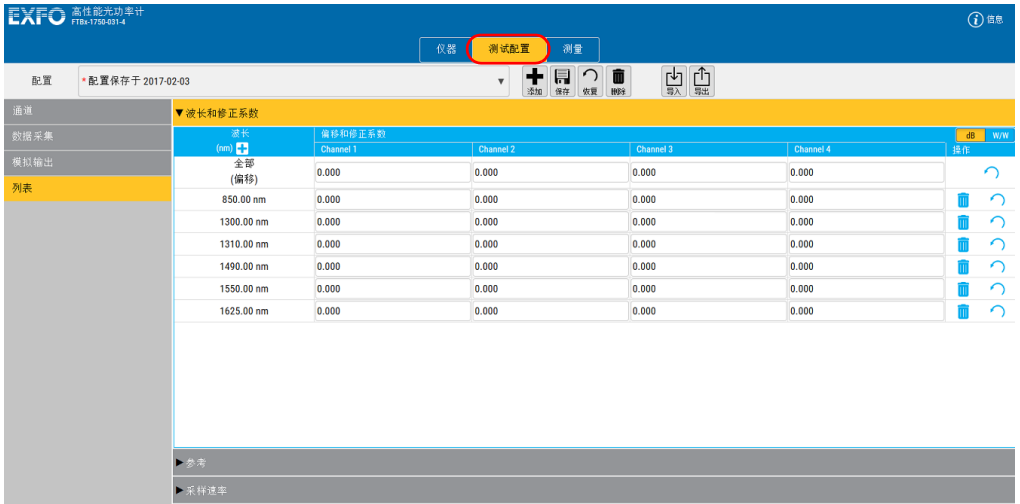 EXFO 高性能光功率计
FTBx-1750-031-4
信息
仪器 测试配置 测量
配置 *配置保存于 2017-02-03
添加 保存 恢复 删除 导入 导出
通道
数据采集
模拟输出
列表
▼波长和修正系数
波长 偏移和修正系数 dB W/W
(nm) Channel 1 Channel 2 Channel 3 Channel 4 操作
全部
(偏移) 0.000 0.000 0.000 0.000
850.00 nm 0.000 0.000 0.000 0.000
1300.00 nm 0.000 0.000 0.000 0.000
1310.00 nm 0.000 0.000 0.000 0.000
1490.00 nm 0.000 0.000 0.000 0.000
1550.00 nm 0.000 0.000 0.000 0.000
1625.00 nm 0.000 0.000 0.000 0.000
▶参考
▶采样速率